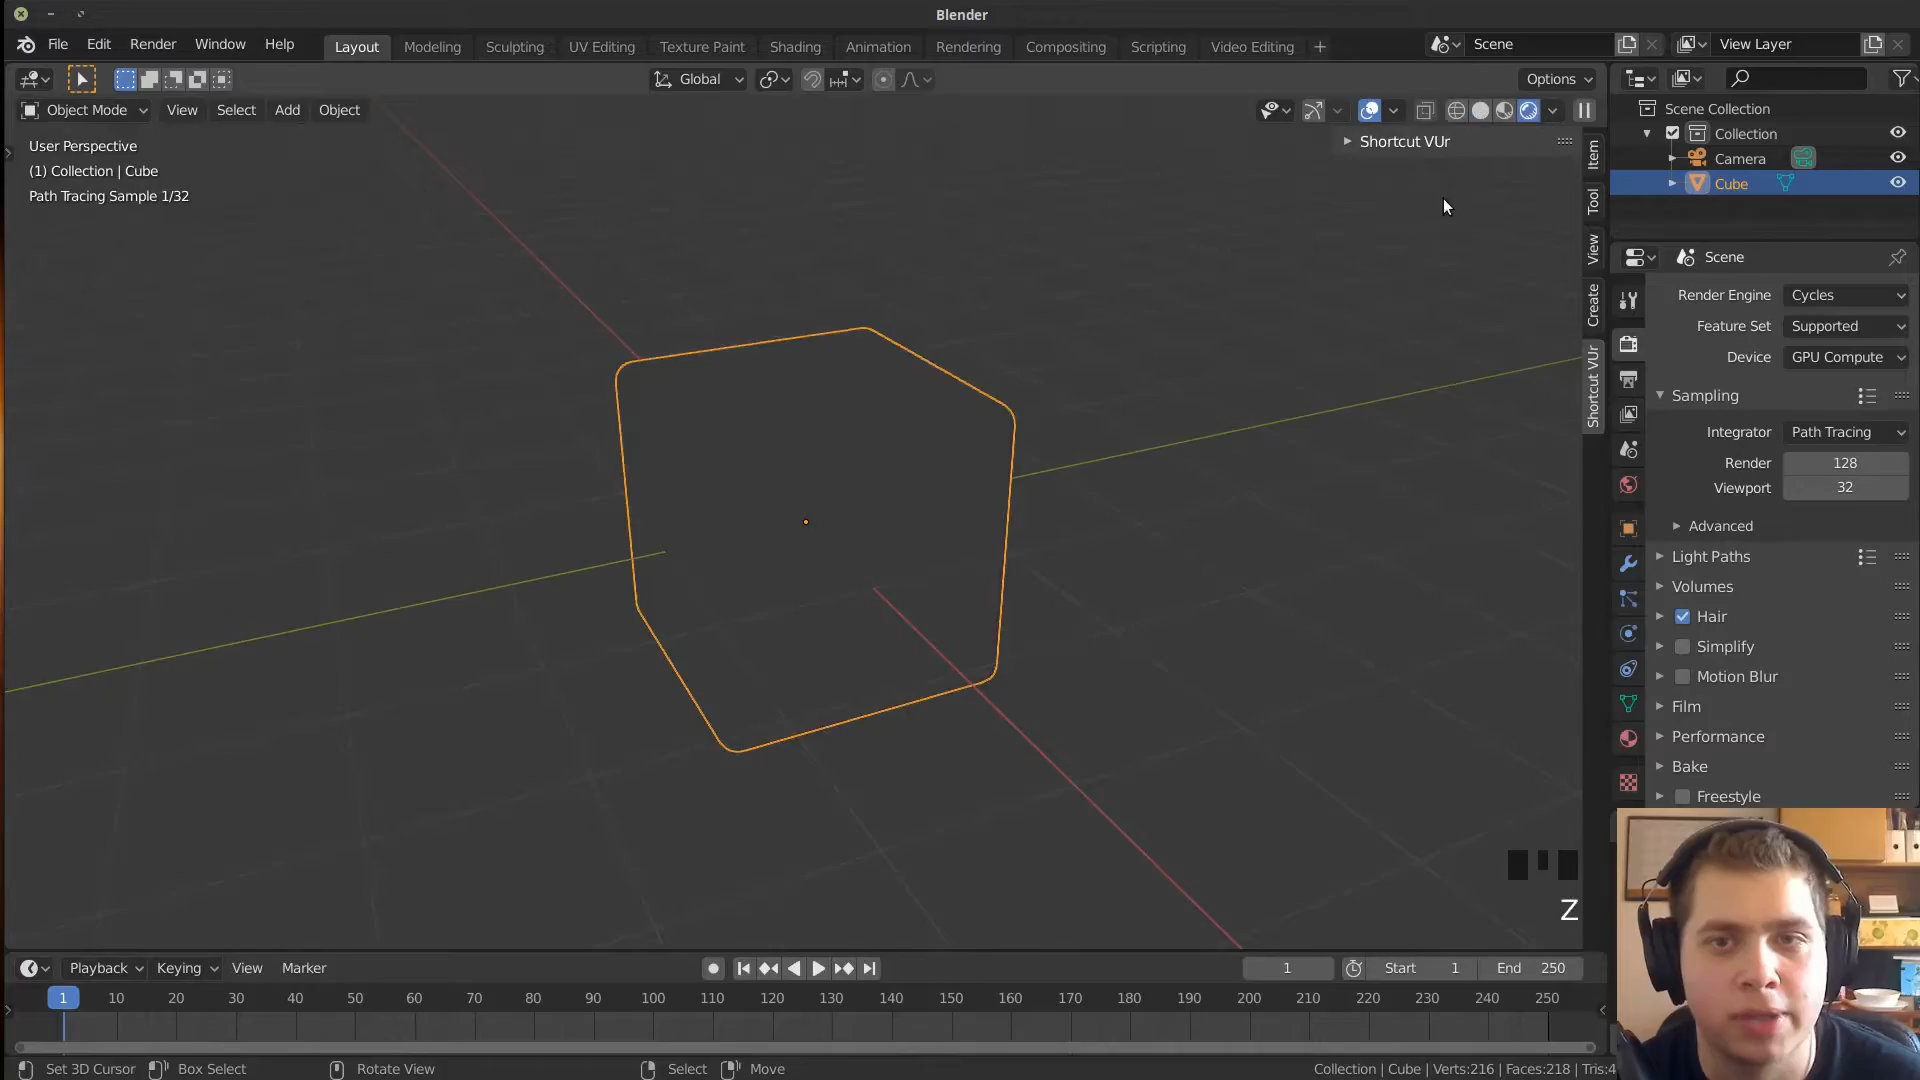 Blender
File Edit Render Window Help
Layout Modeling Sculpting UV Editing Texture Paint Shading Animation Rendering Compositing Scripting Video Editing +
Scene
View Layer
Global
Options
Object Mode View Select Add Object
User Perspective
(1) Collection | Cube
Path Tracing Sample 1/32
Shortcut VUr
Item
Tool
View
Create
Shortcut VUr
Scene Collection
Collection
Camera
Cube
Scene
Render Engine Cycles
Feature Set Supported
Device GPU Compute
Sampling
Integrator Path Tracing
Render 128
Viewport 32
Advanced
Light Paths
Volumes
Hair
Simplify
Motion Blur
Film
Performance
Bake
Freestyle
Z
Playback Keying View Marker
1 Start 1 End 250
1 10 20 30 40 50 60 70 80 90 100 110 120 130 140 150 160 170 180 190 200 210 220 230 240 250
Set 3D Cursor Box Select Rotate View Select Move
Collection | Cube | Verts:216 | Faces:218 | Tris:4